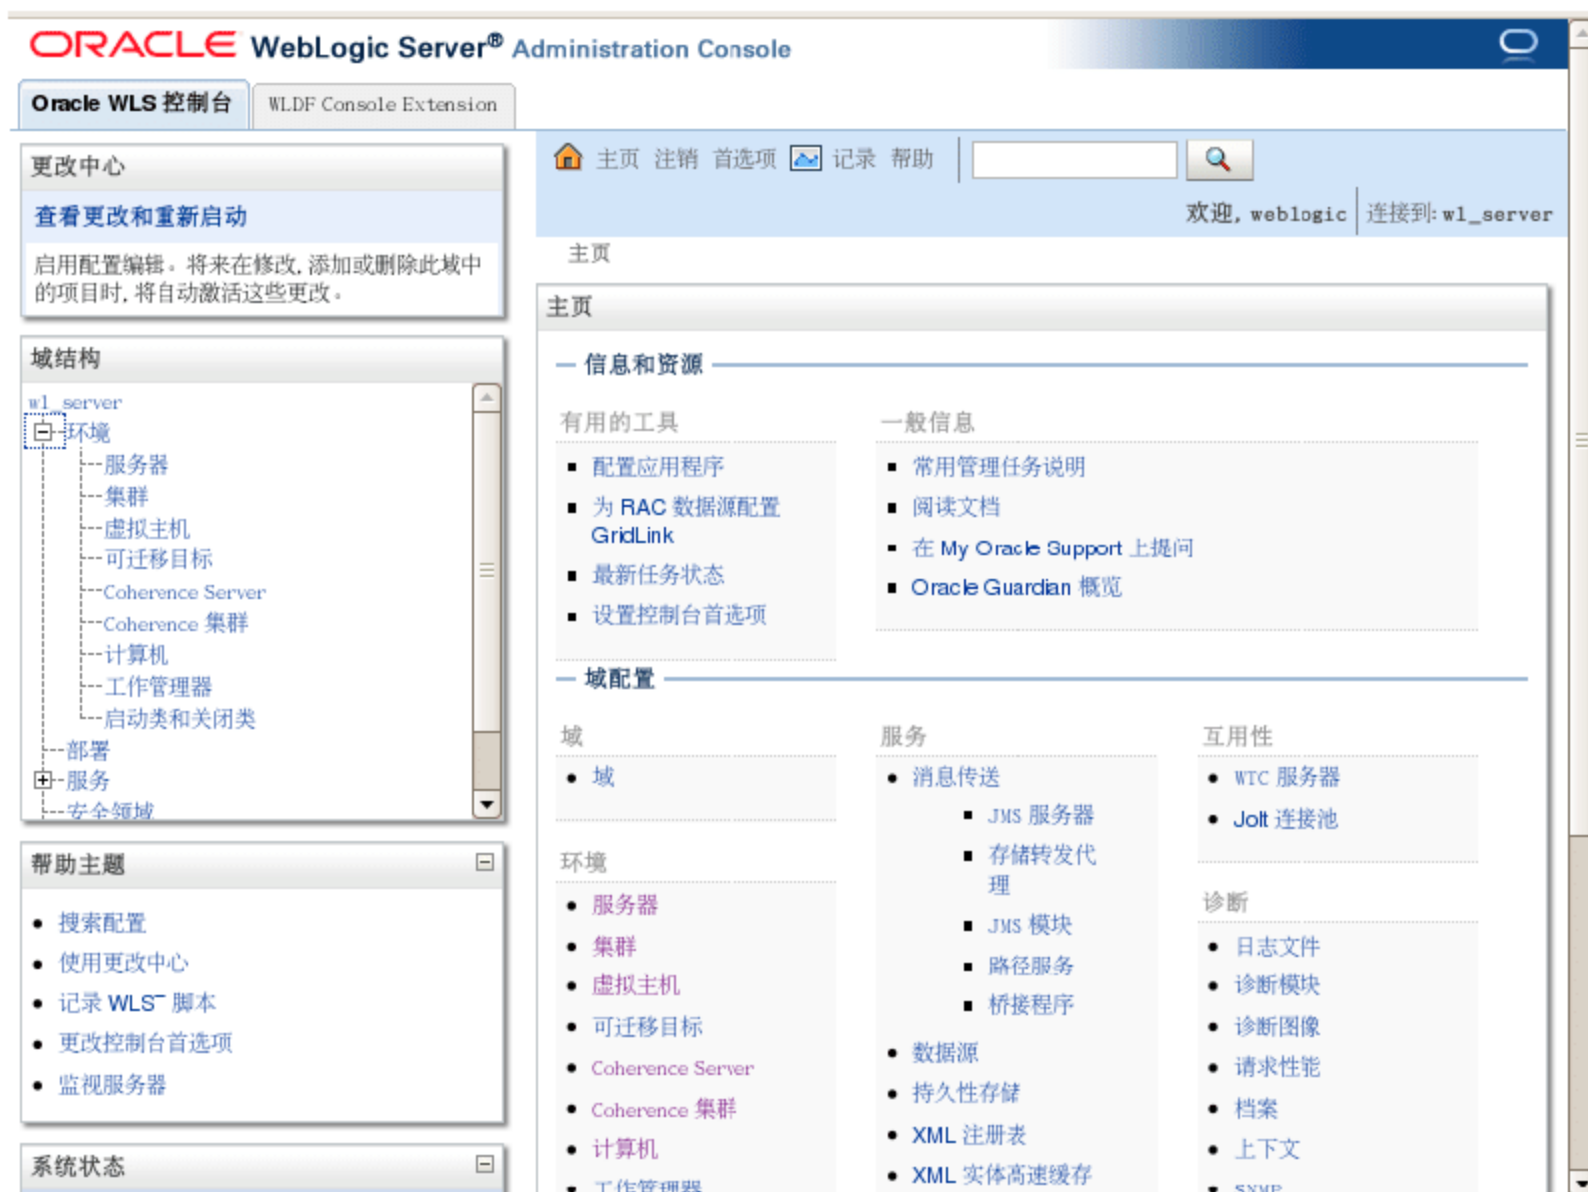 ORACLE WebLogic Server® Administration Console
Oracle WLS 控制台
WLDF Console Extension
更改中心
查看更改和重新启动
启用配置编辑。将来在修改, 添加或删除此域中
的项目时, 将自动激活这些更改。
域结构
wl_server
环境
服务器
集群
虚拟主机
可迁移目标
Coherence Server
Coherence 集群
计算机
工作管理器
启动类和关闭类
部署
服务
安全领域
帮助主题
搜索配置
使用更改中心
记录 WLST 脚本
更改控制台首选项
监视服务器
系统状态
主页 注销 首选项 记录 帮助
欢迎, weblogic 连接到: wl_server
主页
主页
信息和资源
有用的工具
配置应用程序
为 RAC 数据源配置
GridLink
最新任务状态
设置控制台首选项
一般信息
常用管理任务说明
阅读文档
在 My Oracle Support 上提问
Oracle Guardian 概览
域配置
域
域
环境
服务器
集群
虚拟主机
可迁移目标
Coherence Server
Coherence 集群
计算机
工作管理器
服务
消息传送
JMS 服务器
存储转发代
理
JMS 模块
路径服务
桥接程序
数据源
持久性存储
XML 注册表
XML 实体高速缓存
互用性
WTC 服务器
Jolt 连接池
诊断
日志文件
诊断模块
诊断图像
请求性能
档案
上下文
SNMP